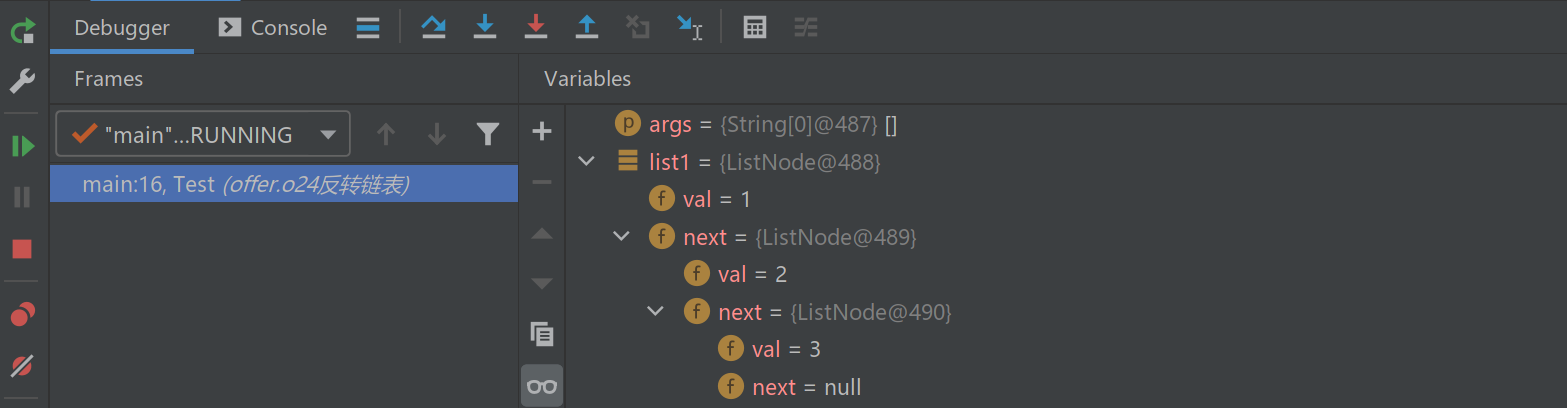 Debugger Console
Frames
Variables
"main"...RUNNING
main:16, Test (offer.o24反转链表)
p args = {String[0]@487} []
list1 = {ListNode@488}
f val = 1
f next = {ListNode@489}
f val = 2
f next = {ListNode@490}
f val = 3
f next = null